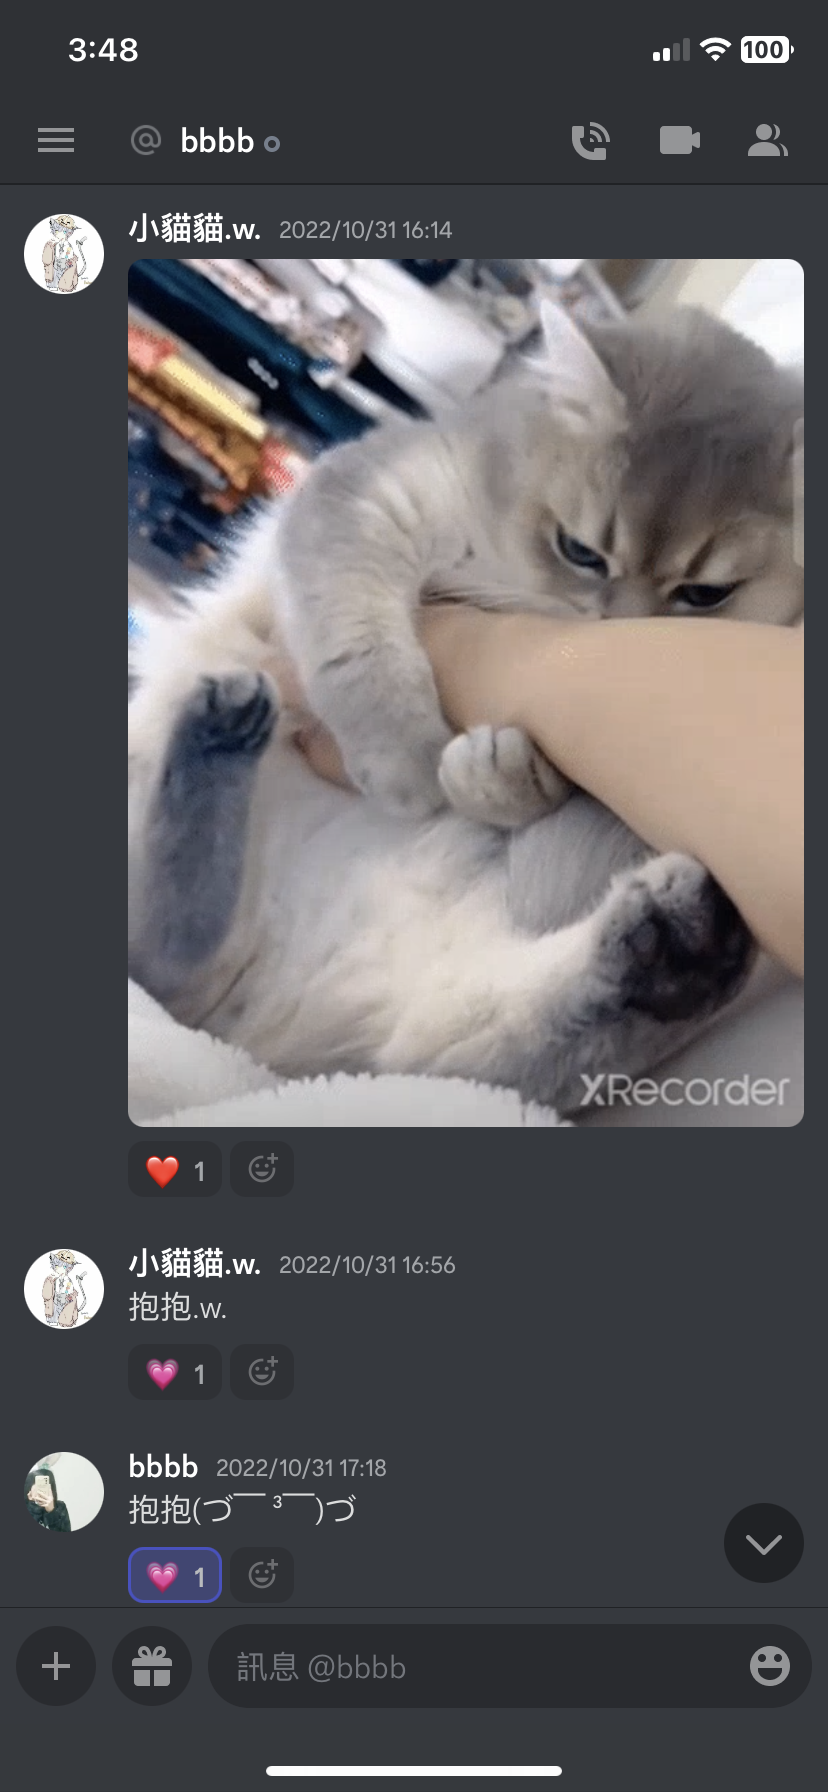 3:48
100
@ bbbb
小貓貓.w. 2022/10/31 16:14
XRecorder
1
小貓貓.w. 2022/10/31 16:56
抱抱.w.
1
bbbb 2022/10/31 17:18
抱抱(づ￣ ³￣)づ
1
訊息 @bbbb